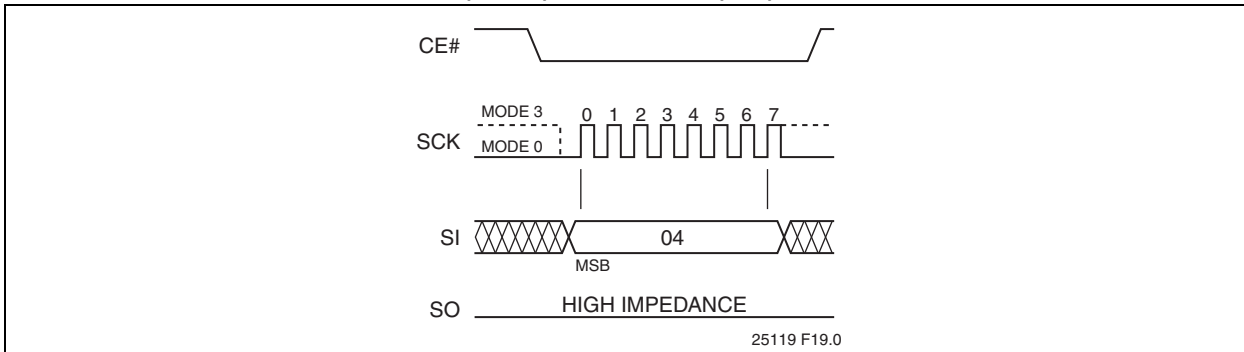 CE#
MODE 3
0 1 2 3 4 5 6 7
SCK
MODE 0
SI
04
MSB
SO
HIGH IMPEDANCE
25119 F19.0